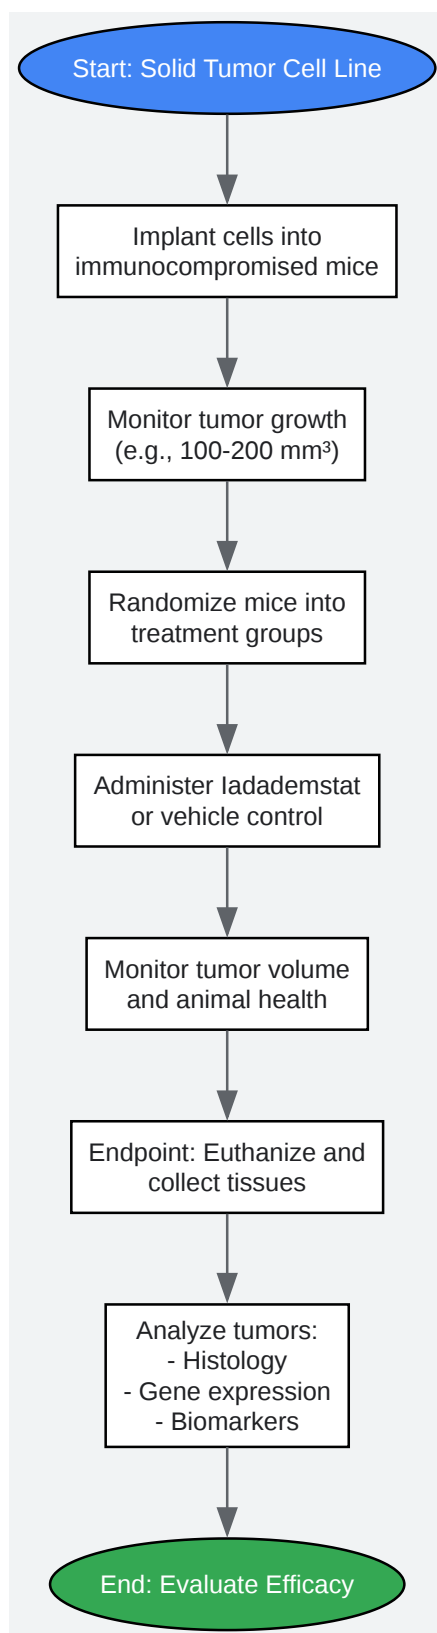 Start: Solid Tumor Cell Line
Implant cells into
immunocompromised mice
Monitor tumor growth
(e.g., 100-200 mm³)
Randomize mice into
treatment groups
Administer Iadademstat
or vehicle control
Monitor tumor volume
and animal health
Endpoint: Euthanize and
collect tissues
Analyze tumors:
- Histology
- Gene expression
- Biomarkers
End: Evaluate Efficacy